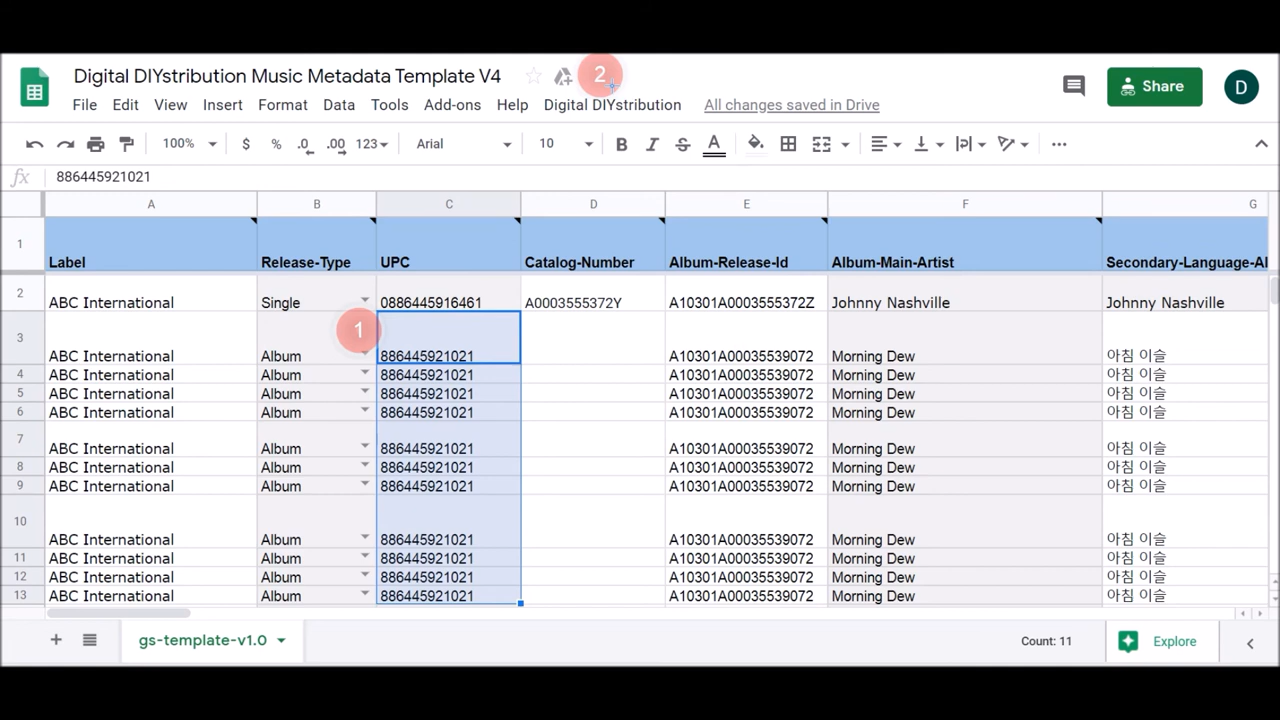 Digital DIYstribution Music Metadata Template V4
2
File Edit View Insert Format Data Tools Add-ons Help Digital DIYstribution All changes saved in Drive
Share
D
100% $ % .0 .00 123 Arial 10 B I S A
fx 886445921021
A B C D E F G
1 Label Release-Type UPC Catalog-Number Album-Release-Id Album-Main-Artist Secondary-Language-Al
2 ABC International Single 0886445916461 A0003555372Y A10301A0003555372Z Johnny Nashville Johnny Nashville
1
3 ABC International Album 886445921021 A10301A00035539072 Morning Dew 아침 이슬
4 ABC International Album 886445921021 A10301A00035539072 Morning Dew 아침 이슬
5 ABC International Album 886445921021 A10301A00035539072 Morning Dew 아침 이슬
6 ABC International Album 886445921021 A10301A00035539072 Morning Dew 아침 이슬
7 ABC International Album 886445921021 A10301A00035539072 Morning Dew 아침 이슬
8 ABC International Album 886445921021 A10301A00035539072 Morning Dew 아침 이슬
9 ABC International Album 886445921021 A10301A00035539072 Morning Dew 아침 이슬
10 ABC International Album 886445921021 A10301A00035539072 Morning Dew 아침 이슬
11 ABC International Album 886445921021 A10301A00035539072 Morning Dew 아침 이슬
12 ABC International Album 886445921021 A10301A00035539072 Morning Dew 아침 이슬
13 ABC International Album 886445921021 A10301A00035539072 Morning Dew 아침 이슬
gs-template-v1.0 Count: 11 Explore